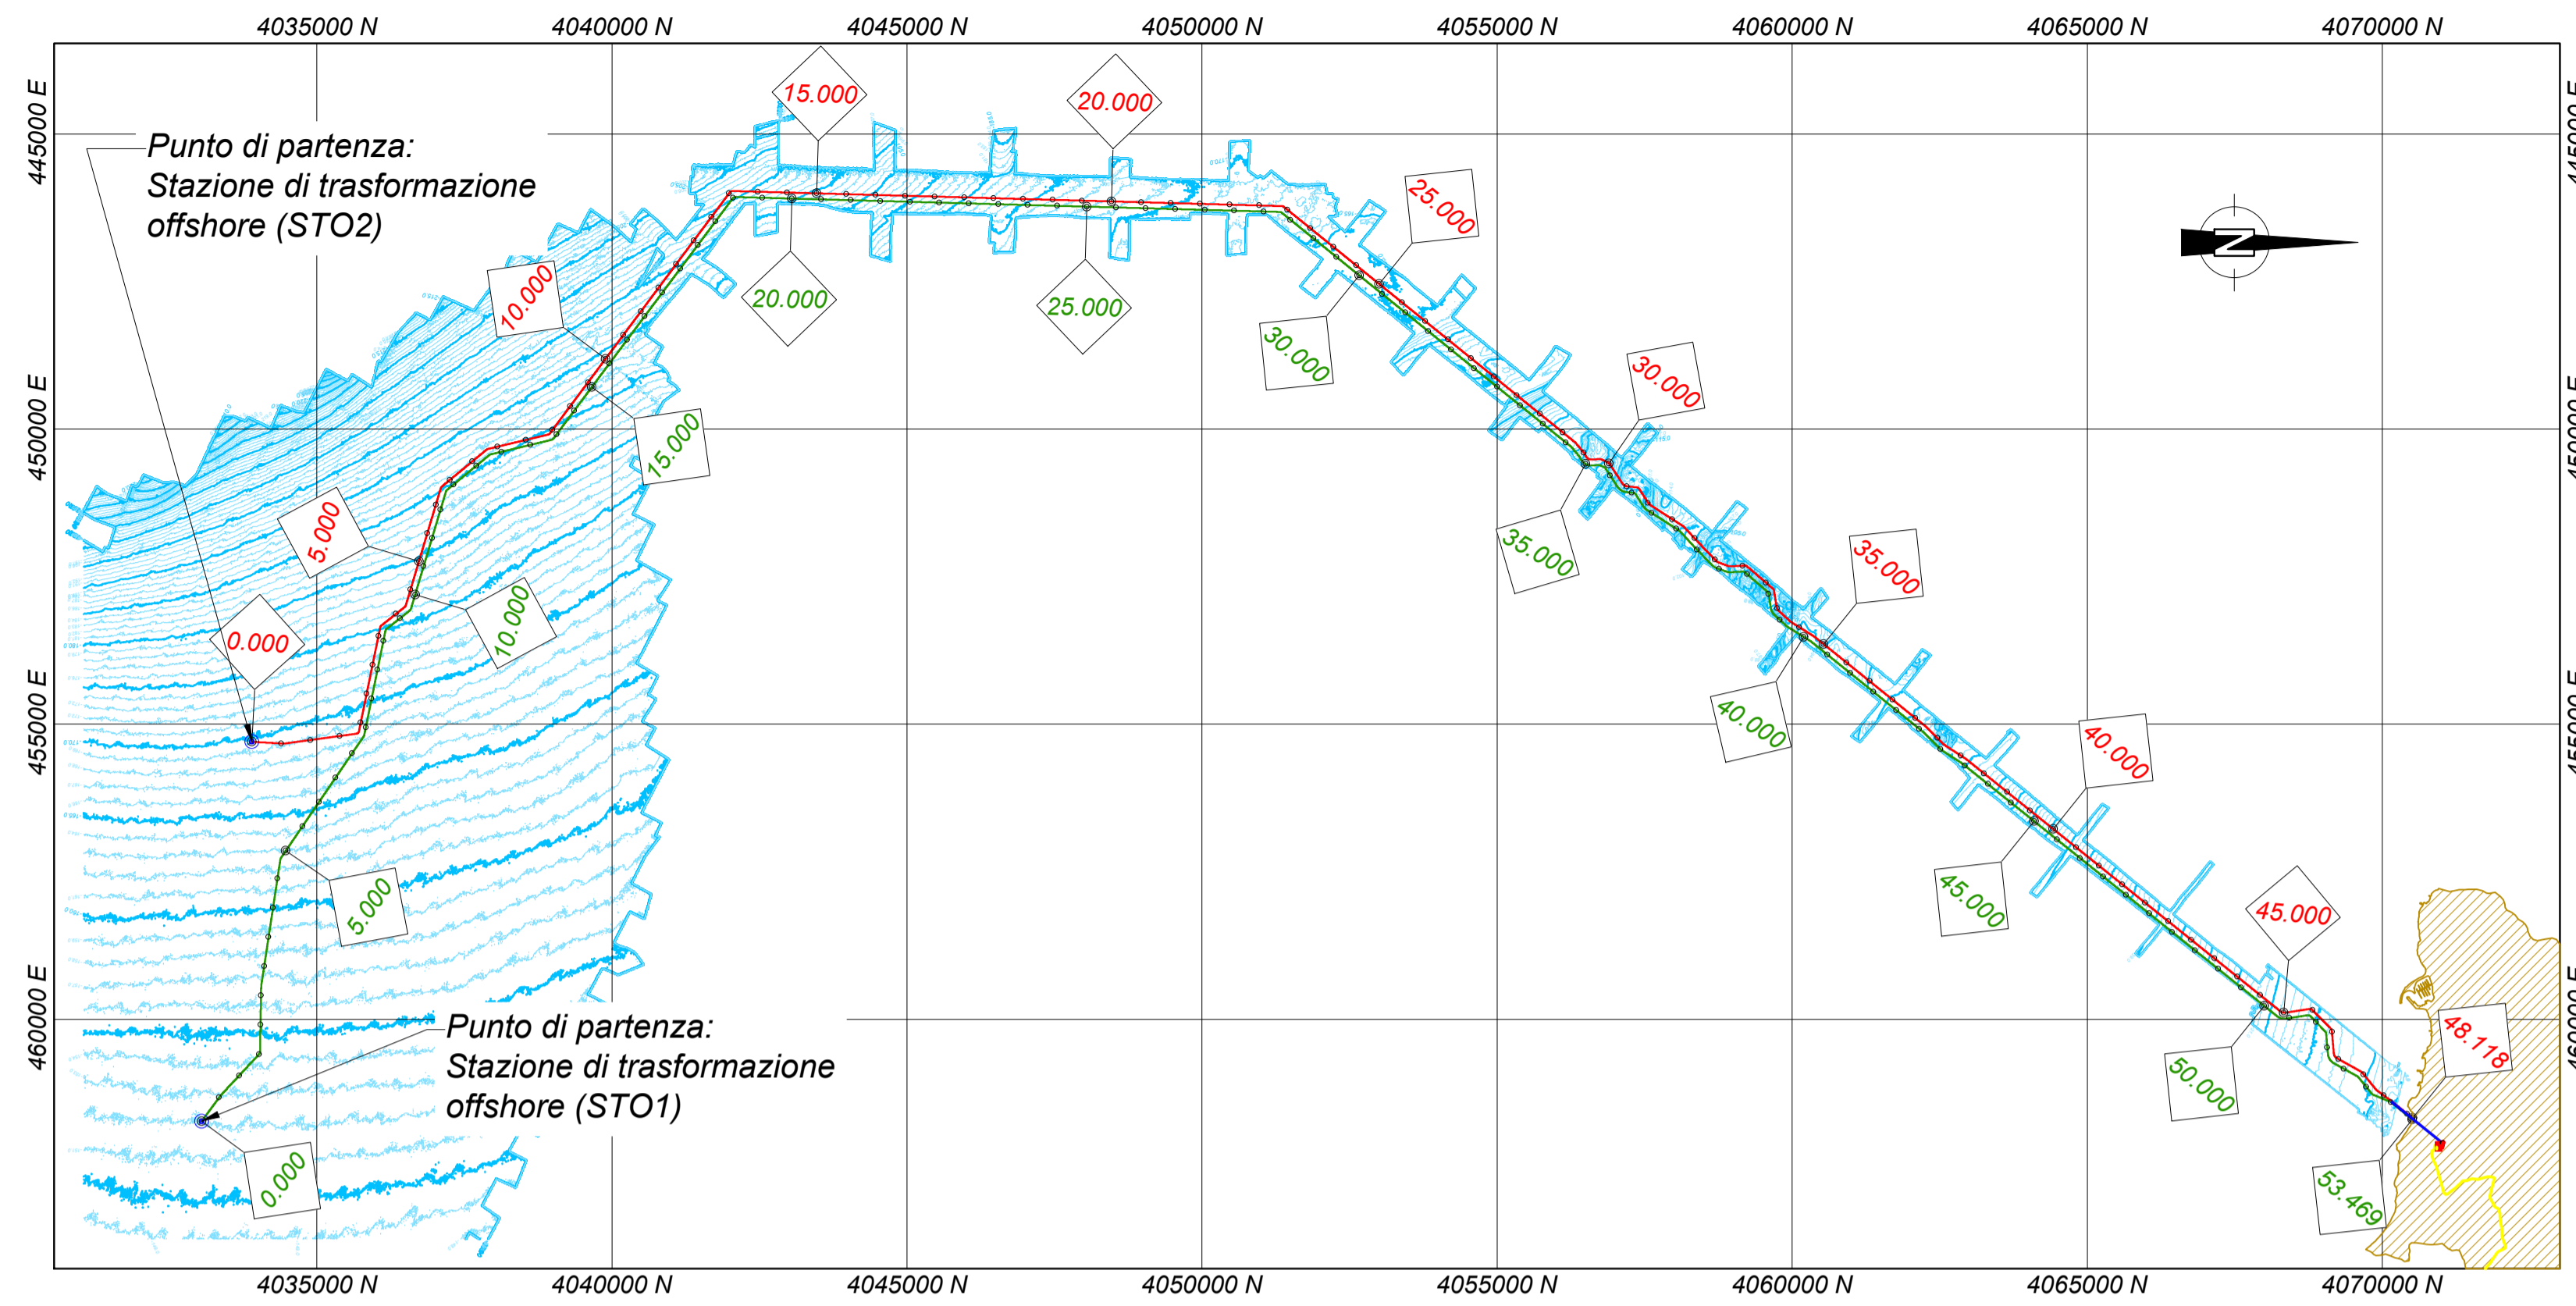 4035000 N
4040000 N
4045000 N
4050000 N
4055000 N
4060000 N
4065000 N
4070000 N
445000 E
450000 E
455000 E
460000 E
445000 E
450000 E
455000 E
460000 E
Punto di partenza:
Stazione di trasformazione
offshore (STO2)
0.000
5.000
10.000
15.000
20.000
25.000
30.000
35.000
40.000
45.000
48.118
N
Punto di partenza:
Stazione di trasformazione
offshore (STO1)
0.000
5.000
10.000
15.000
20.000
25.000
30.000
35.000
40.000
45.000
50.000
53.469
4035000 N
4040000 N
4045000 N
4050000 N
4055000 N
4060000 N
4065000 N
4070000 N